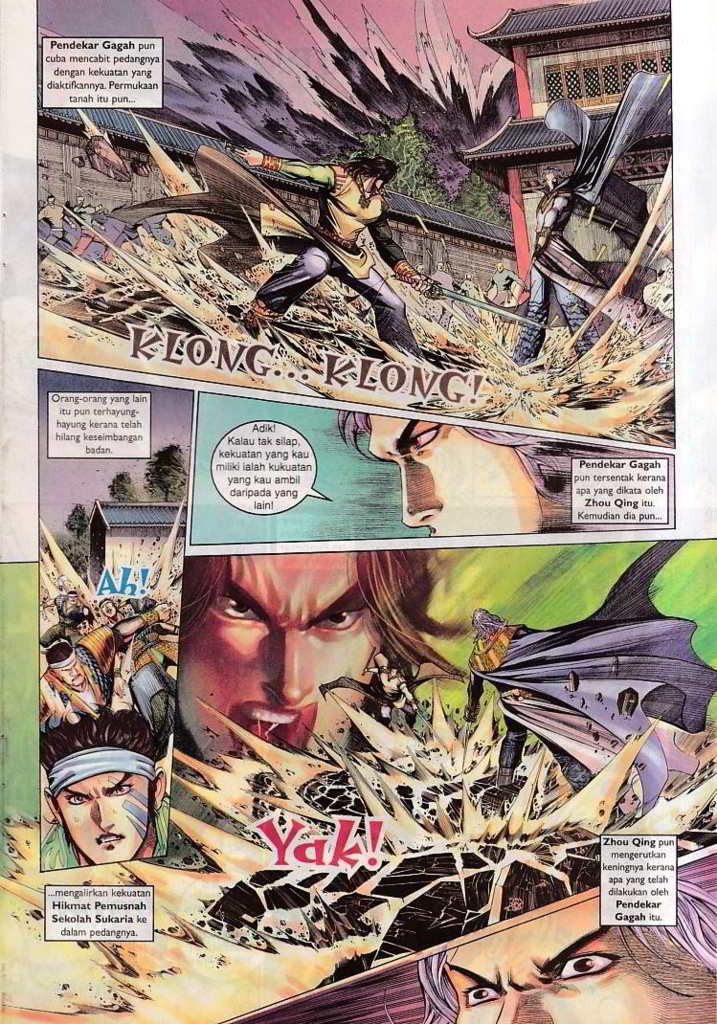 Pendekar Gagah pun
cuba mencabit pedangnya
dengan kekuatan yang
diaktifkannya. Permukaan
tanah itu pun...
KLONG... KLONG!
Orang-orang yang lain
itu pun terhayung-
hayung kerana telah
hilang keseimbangan
badan.
Adik!
Kalau tak silap,
kekuatan yang kau
miliki ialah kukuatan
yang kau ambil
daripada yang
lain!
Pendekar Gagah
pun tersentak kerana
apa yang dikata oleh
Zhou Qing itu.
Kemudian dia pun...
Ah!
Yak!
...mengalirkan kekuatan
Hikmat Pemusnah
Sekolah Sukaria ke
dalam pedangnya.
Zhou Qing pun
mengerutkan
keningnya kerana
apa yang telah
dilakukan oleh
Pendekar
Gagah itu.